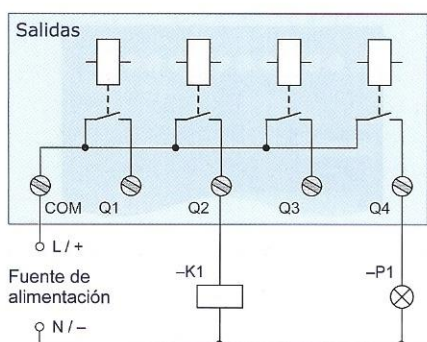 Salidas
COM Q1 Q2 Q3 Q4
L / +
–K1 –P1
Fuente de
alimentación
N / –